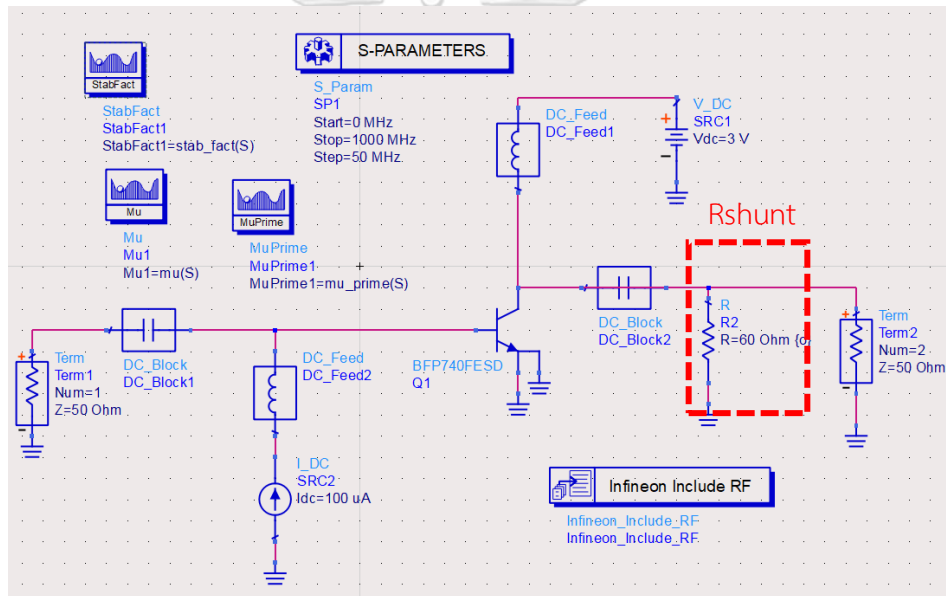 StabFact
StabFact
StabFact1
StabFact1=stab_fact(S)
Mu
Mu
Mu1
Mu1=mu(S)
MuPrime
MuPrime
MuPrime1
MuPrime1=mu_prime(S)
S-PARAMETERS
S_Param
SP1
Start=0 MHz
Stop=1000 MHz
Step=50 MHz
DC_Feed
DC_Feed1
V_DC
SRC1
Vdc=3 V
Rshunt
R
R2
R=60 Ohm {o}
DC_Block
DC_Block2
Term
Term2
Num=2
Z=50 Ohm
Term
Term1
Num=1
Z=50 Ohm
DC_Block
DC_Block1
DC_Feed
DC_Feed2
BFP740FESD
Q1
I_DC
SRC2
Idc=100 uA
Infineon Include RF
Infineon_Include_RF
Infineon_Include_RF